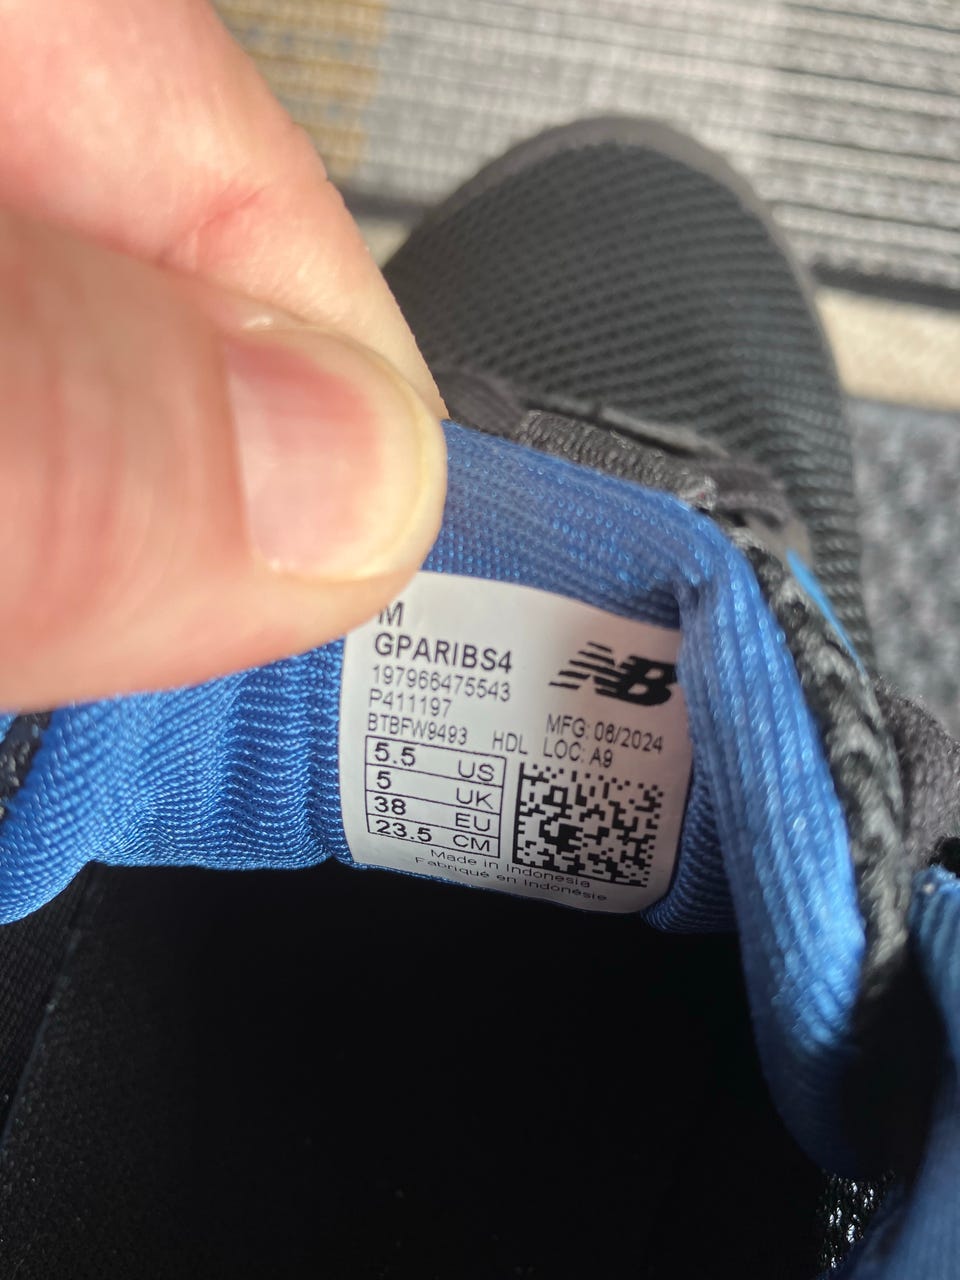 M
GPARIBS4
197966475543
P411197
BTBFW9493 HDL
NB
MFG: 08/2024
LOC: A9
5.5 US
5 UK
38 EU
23.5 CM
Made in Indonesia
Fabriqué en Indonésie